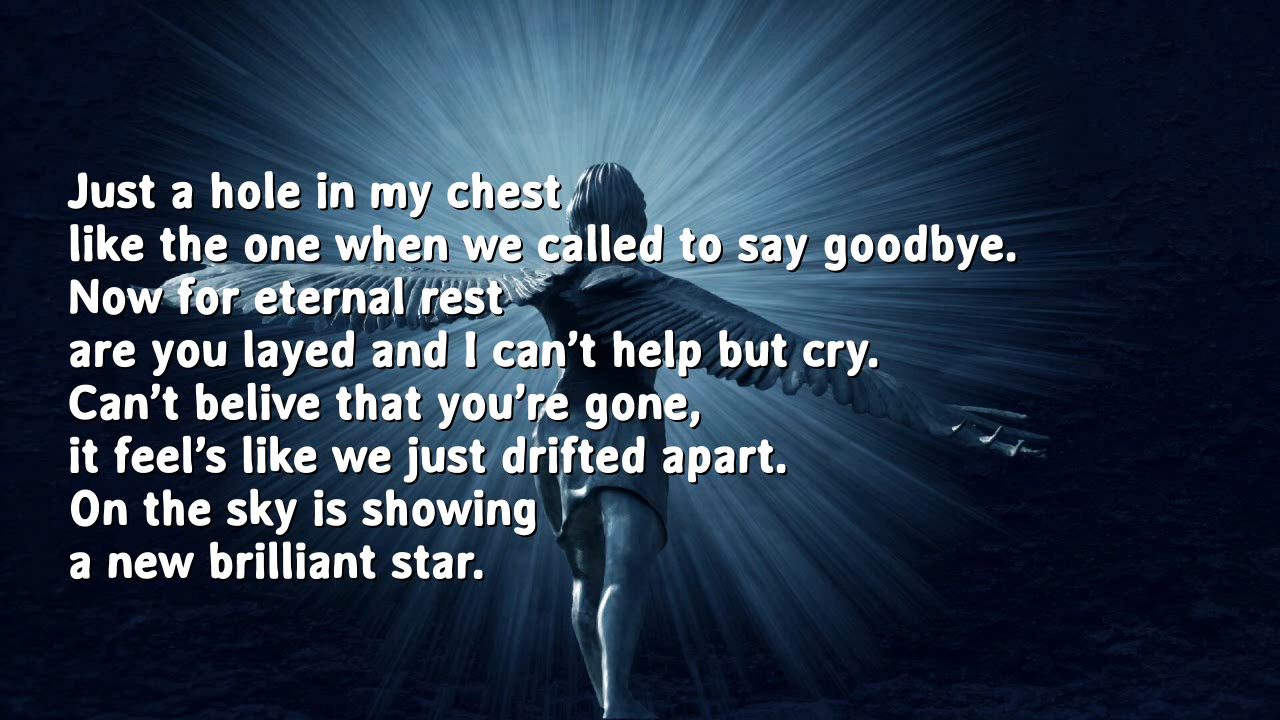 Just a hole in my chest
like the one when we called to say goodbye.
Now for eternal rest
are you layed and I can’t help but cry.
Can’t belive that you’re gone,
it feel’s like we just drifted apart.
On the sky is showing
a new brilliant star.